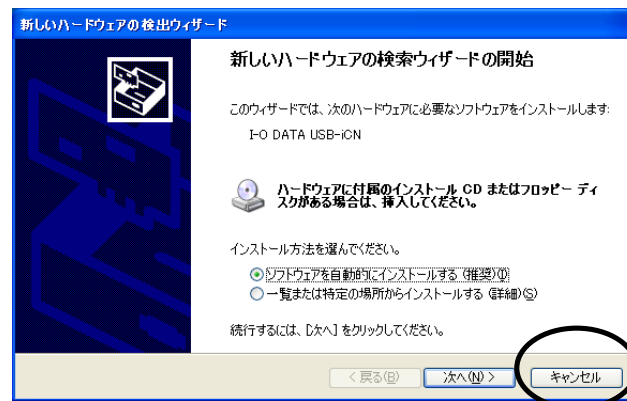 新しいハードウェアの検出ウィザード
新しいハードウェアの検索ウィザードの開始
このウィザードでは、次のハードウェアに必要なソフトウェアをインストールします:
I-O DATA USB-iCN
ハードウェアに付属のインストール CD またはフロッピー ディ
スクがある場合は、挿入してください。
インストール方法を選んでください。
ソフトウェアを自動的にインストールする (推奨)(I)
一覧または特定の場所からインストールする (詳細)(S)
続行するには、[次へ] をクリックしてください。
< 戻る(B)
次へ(N) >
キャンセル